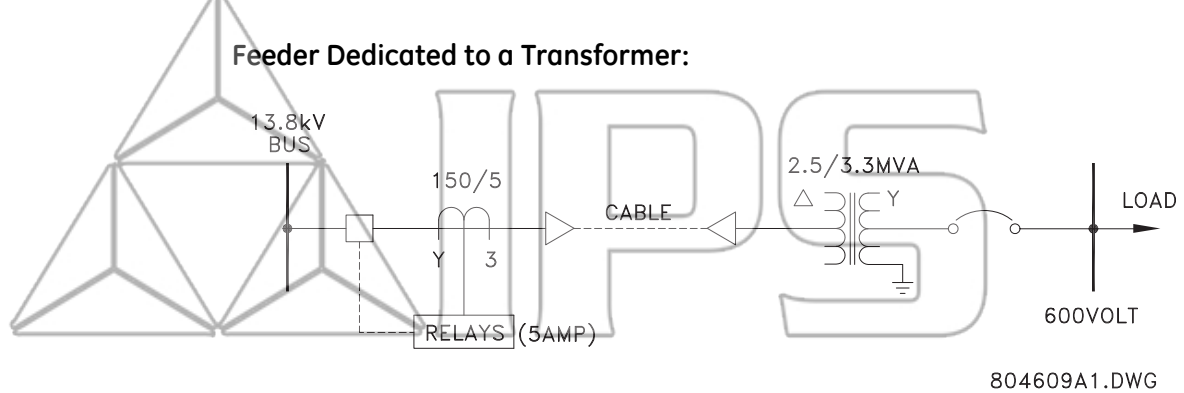 Feeder Dedicated to a Transformer:
13.8kV
BUS
150/5
Y 3
RELAYS (5AMP)
CABLE
2.5/3.3MVA
△ Y
LOAD
600VOLT
804609A1.DWG
IPS